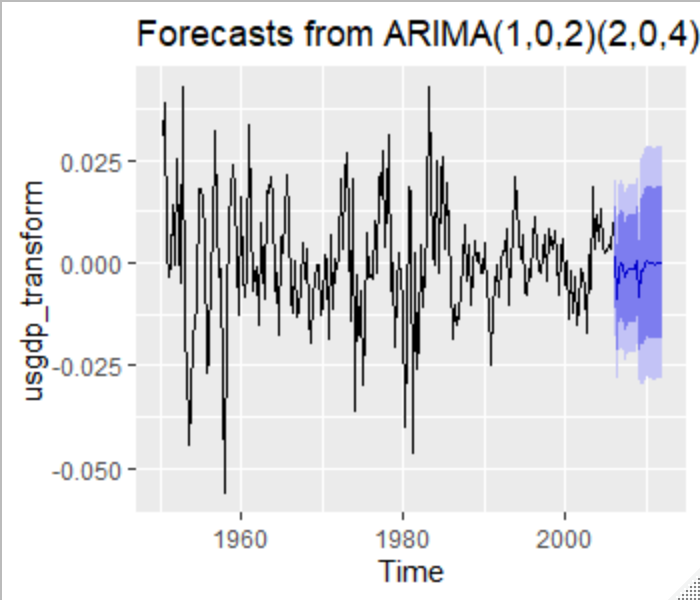 Forecasts from ARIMA(1,0,2)(2,0,4)
usgdp_transform
0.025
0.000
-0.025
-0.050
1960 1980 2000
Time